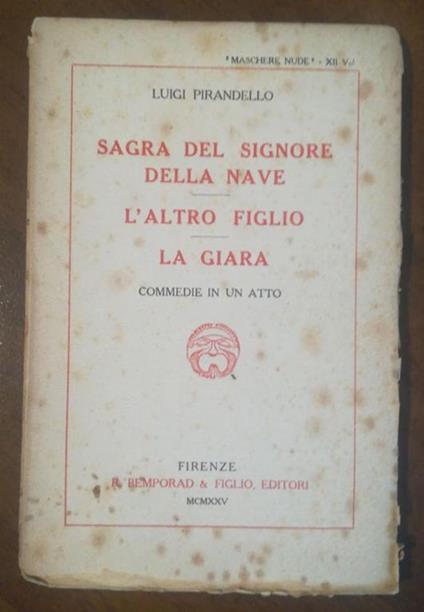 "MASCHERE NUDE" - XII Vol
LUIGI PIRANDELLO
SAGRA DEL SIGNORE
DELLA NAVE
L'ALTRO FIGLIO
LA GIARA
COMMEDIE IN UN ATTO
FIRENZE
R. BEMPORAD & FIGLIO, EDITORI
MCMXXV